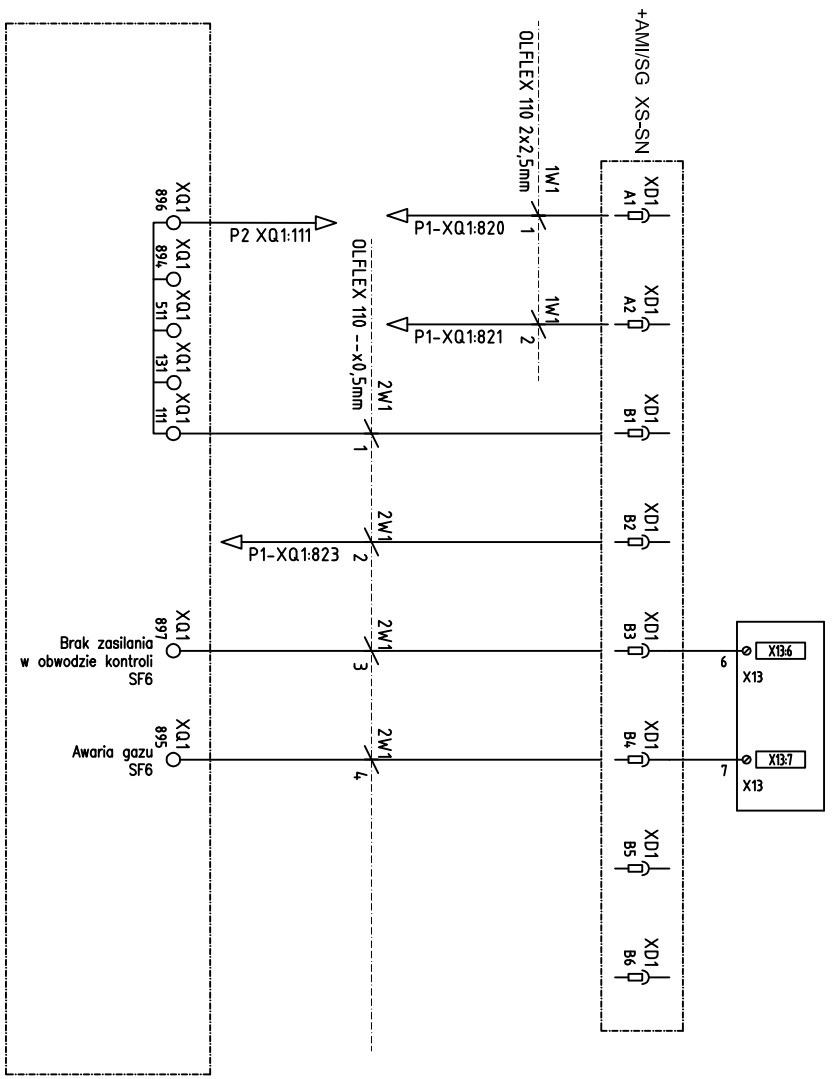 +AMI/SG XS-SN
OLFLEX 110 2x2,5mm
1W1
1
XD1
A1
P1-XQ1:820
1W1
2
XD1
A2
P1-XQ1:821
XQ1
896
P2 XQ1:111
XQ1
894
XQ1
511
XQ1
131
XQ1
111
OLFLEX 110 --x0,5mm
2W1
1
XD1
B1
2W1
2
XD1
B2
P1-XQ1:823
Brak zasilania
w obwodzie kontroli
SF6
XQ1
897
2W1
3
XD1
B3
6
X13:6
X13
Awaria gazu
SF6
XQ1
895
2W1
4
XD1
B4
7
X13:7
X13
XD1
B5
XD1
B6